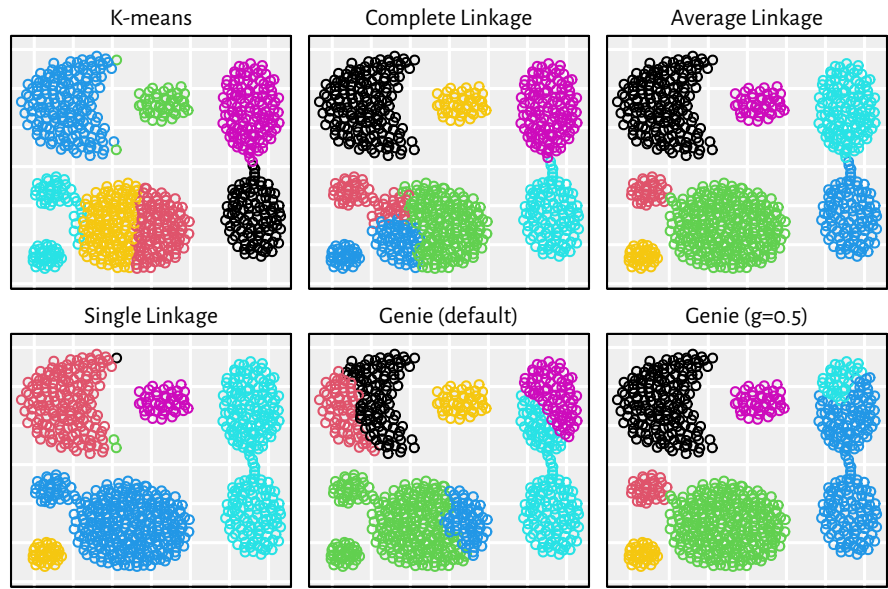 K-means
Complete Linkage
Average Linkage
Single Linkage
Genie (default)
Genie (g=0.5)